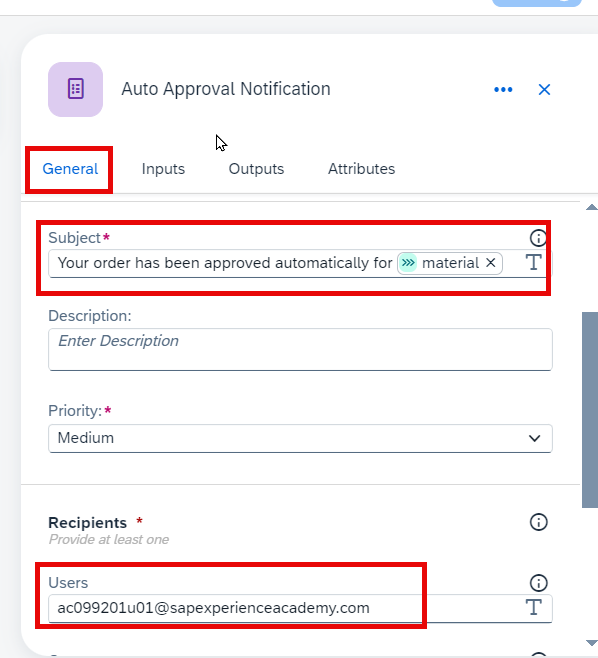 Auto Approval Notification
General Inputs Outputs Attributes
Subject*
Your order has been approved automatically for material
Description:
Enter Description
Priority:*
Medium
Recipients *
Provide at least one
Users
ac099201u01@sapexperienceacademy.com